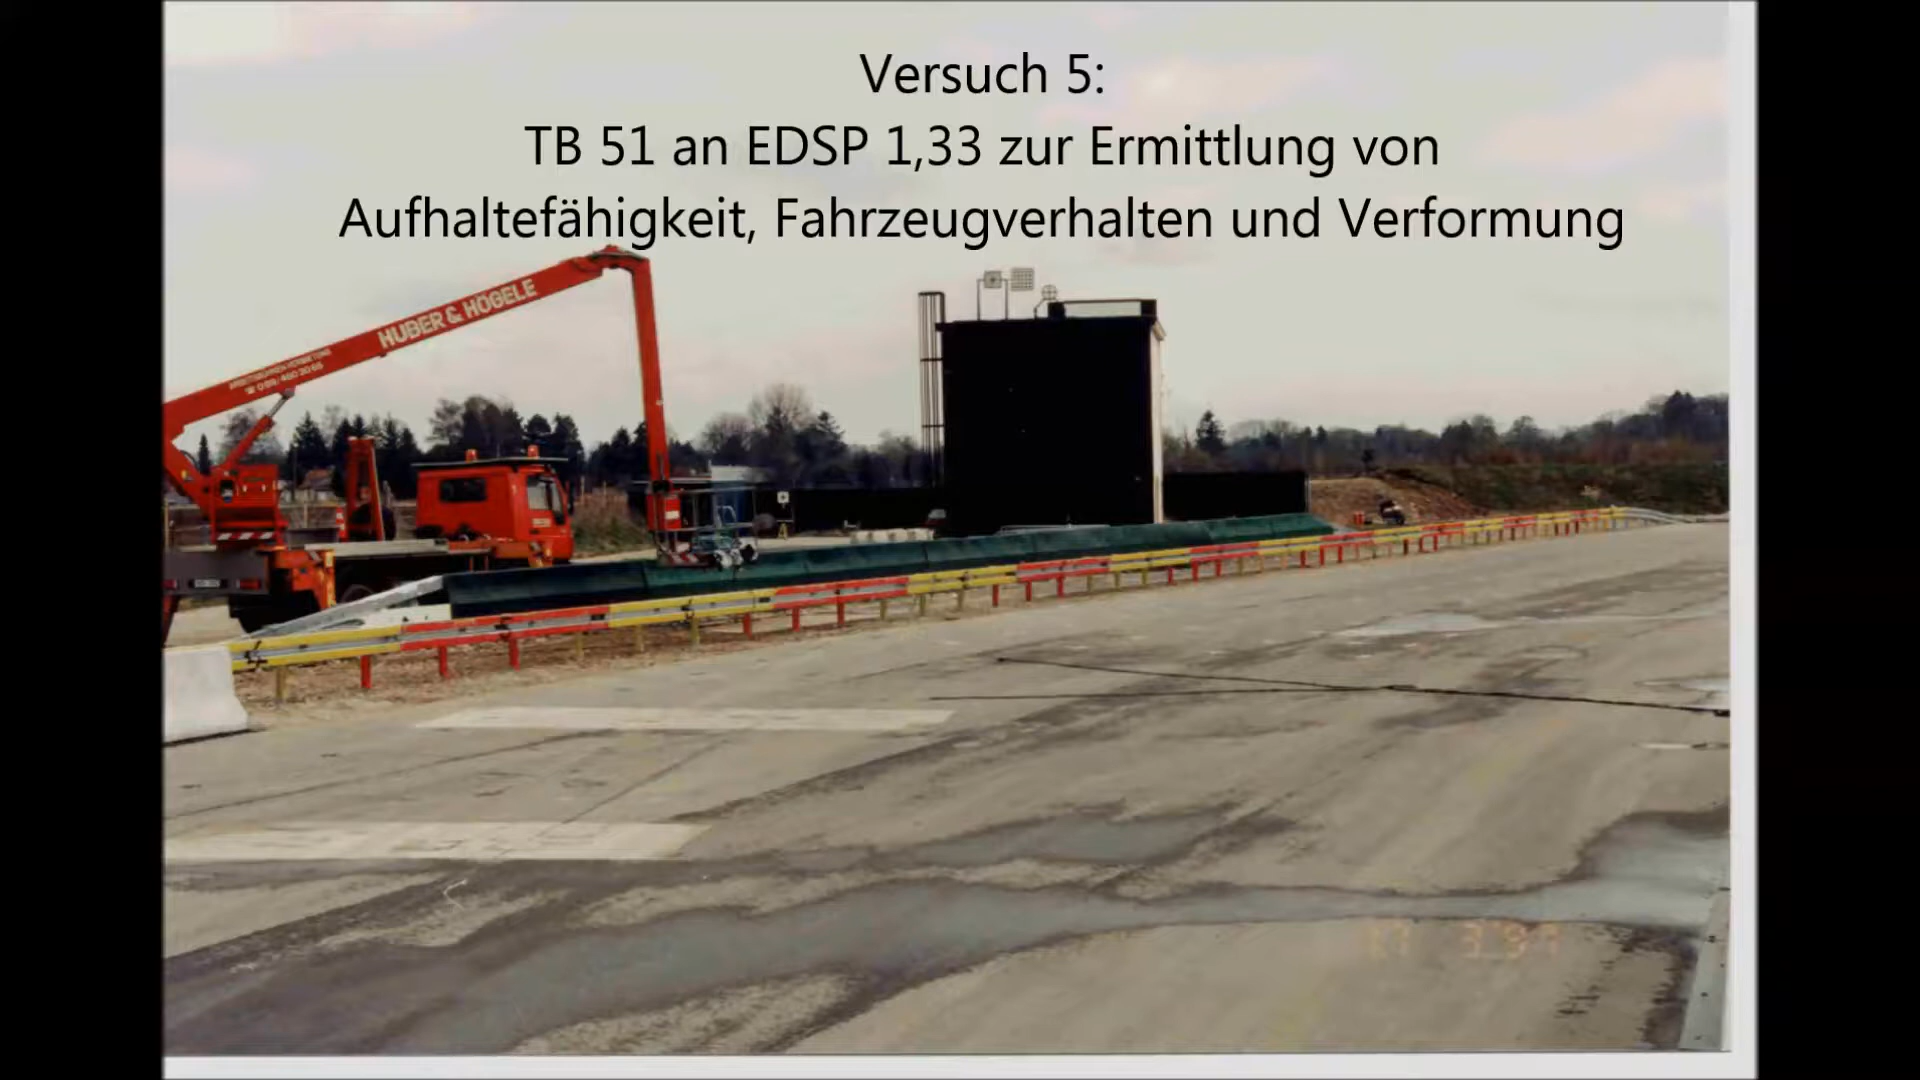 Versuch 5:
TB 51 an EDSP 1,33 zur Ermittlung von
Aufhaltefähigkeit, Fahrzeugverhalten und Verformung
HUBER & HÖGELE